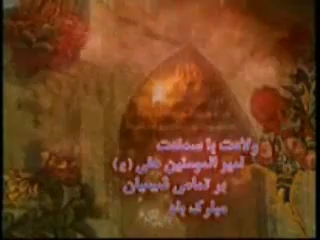 ولادت با سعادت
امیر المومنین علی (ع)
بر تمامی شیعیان
مبارک باد